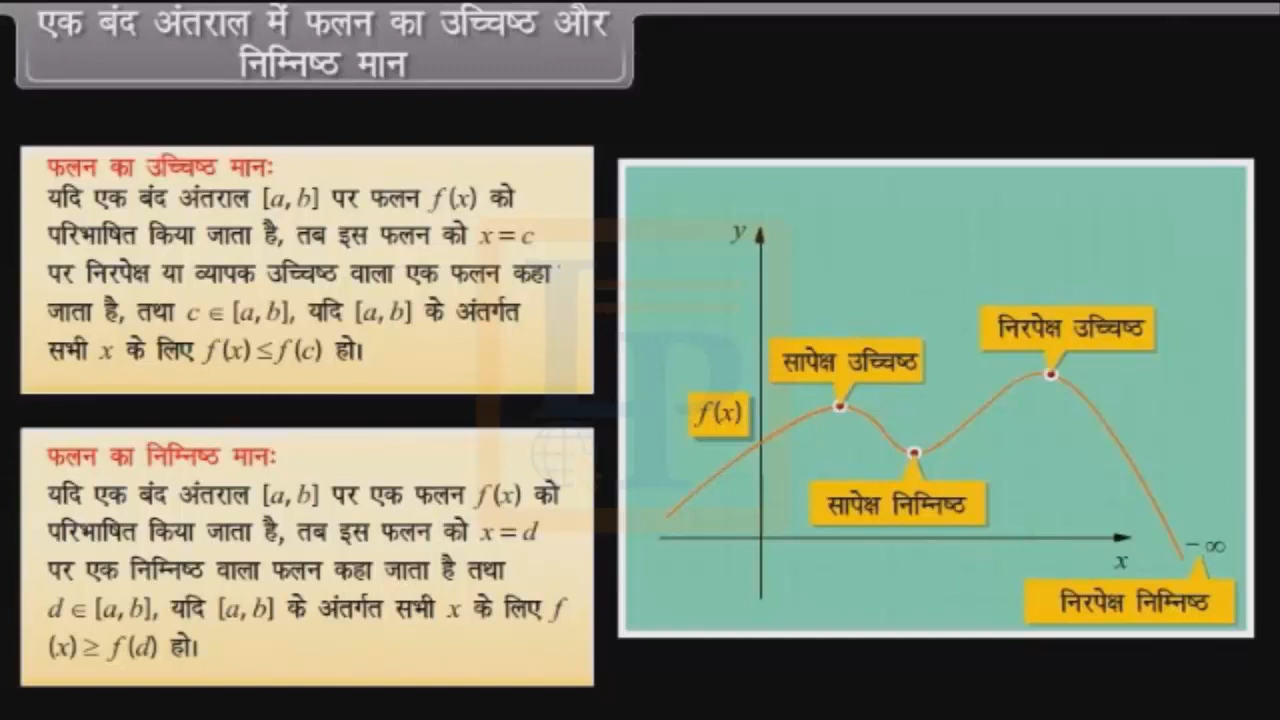 एक बंद अंतराल में फलन का उच्चिष्ठ और
निम्निष्ठ मान
फलन का उच्चिष्ठ मानः
यदि एक बंद अंतराल [a, b] पर फलन f (x) को
परिभाषित किया जाता है, तब इस फलन को x = c
पर निरपेक्ष या व्यापक उच्चिष्ठ वाला एक फलन कहा
जाता है, तथा c ∈ [a, b], यदि [a, b] के अंतर्गत
सभी x के लिए f (x) ≤ f (c) हो।
फलन का निम्निष्ठ मानः
यदि एक बंद अंतराल [a, b] पर एक फलन f (x) को
परिभाषित किया जाता है, तब इस फलन को x = d
पर एक निम्निष्ठ वाला फलन कहा जाता है तथा
d ∈ [a, b], यदि [a, b] के अंतर्गत सभी x के लिए f
(x) ≥ f (d) हो।
y
निरपेक्ष उच्चिष्ठ
सापेक्ष उच्चिष्ठ
f (x)
सापेक्ष निम्निष्ठ
– ∞
x
निरपेक्ष निम्निष्ठ